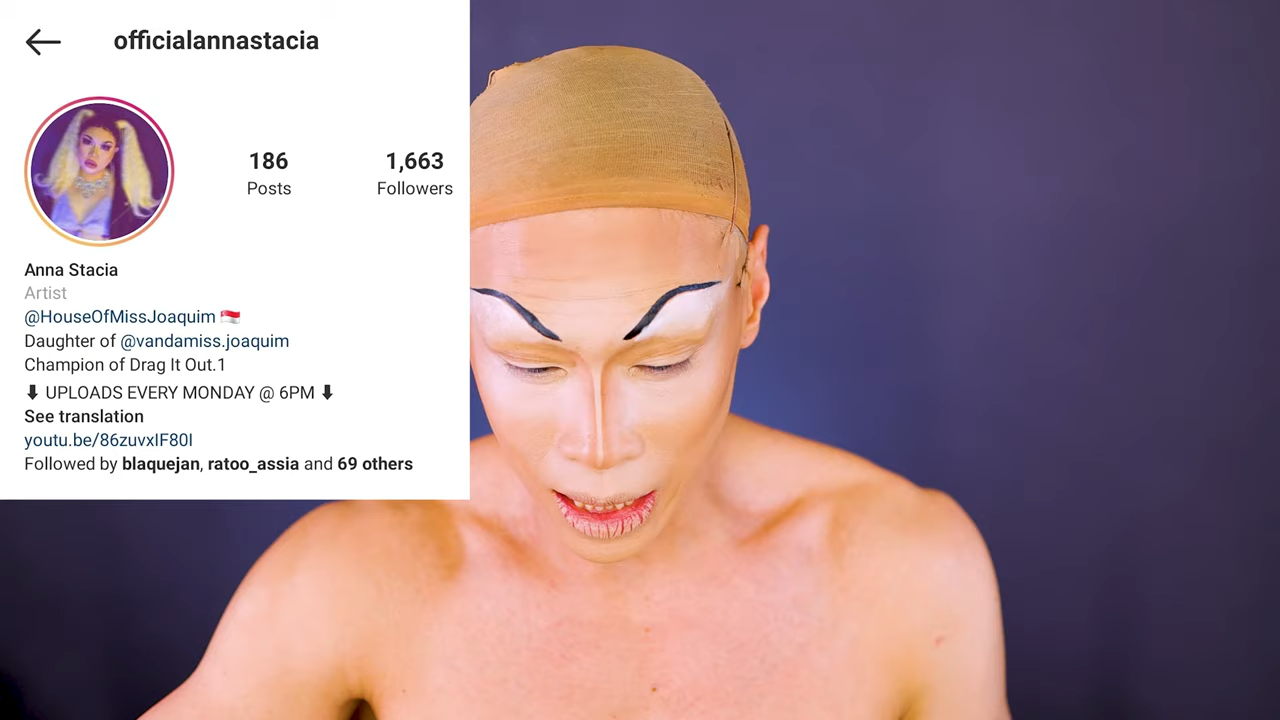 officialannastacia
186
Posts
1,663
Followers
Anna Stacia
Artist
@HouseOfMissJoaquim 🇮🇩
Daughter of @vandamiss.joaquim
Champion of Drag It Out.1
⬇ UPLOADS EVERY MONDAY @ 6PM ⬇
See translation
youtu.be/86zuvxIF80I
Followed by blaquejan, ratoo_assia and 69 others